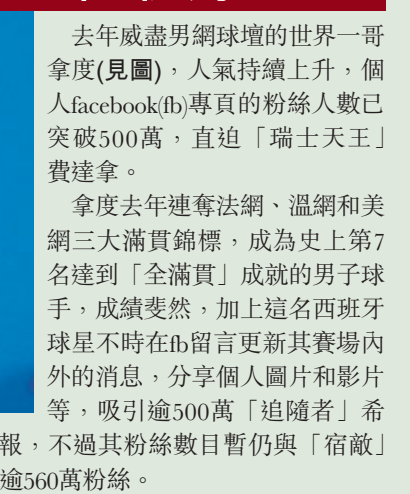 去年威盡男網球壇的世界一哥
拿度(見圖)，人氣持續上升，個
人facebook(fb)專頁的粉絲人數已
突破500萬，直迫「瑞士天王」
費達拿。
拿度去年連奪法網、溫網和美
網三大滿貫錦標，成為史上第7
名達到「全滿貫」成就的男子球
手，成績斐然，加上這名西班牙
球星不時在fb留言更新其賽場內
外的消息，分享個人圖片和影片
等，吸引逾500萬「追隨者」希
報，不過其粉絲數目暫仍與「宿敵」
逾560萬粉絲。